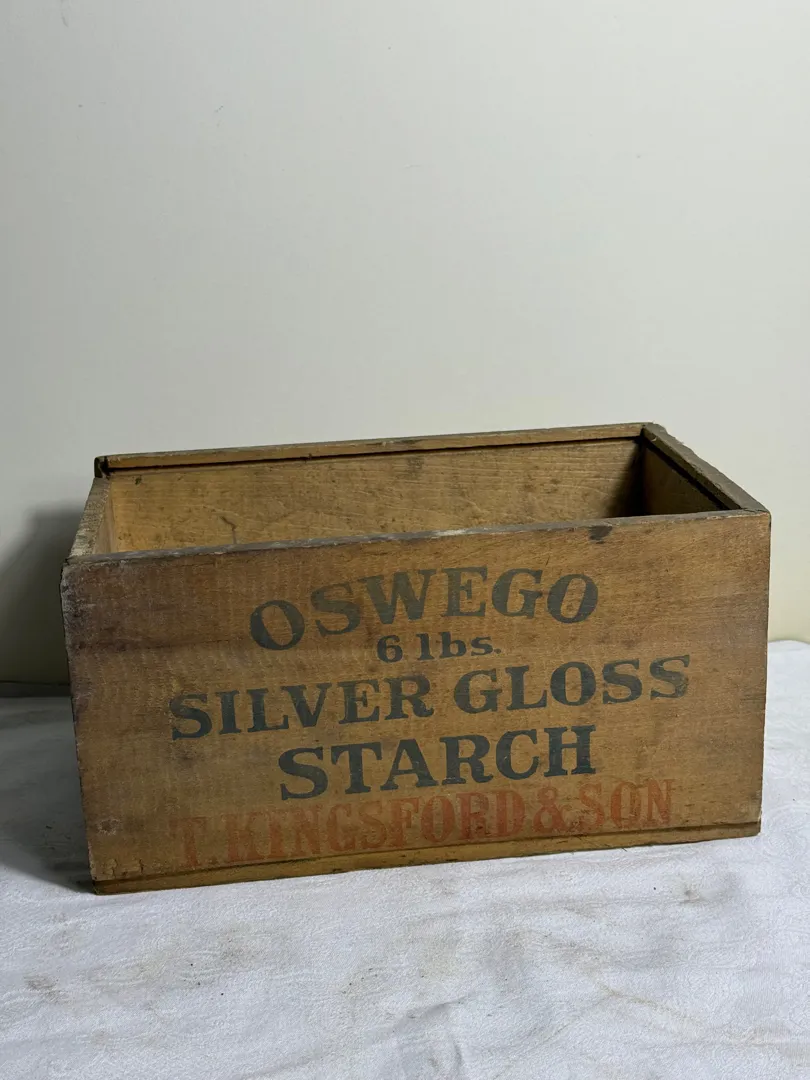 OSWEGO
6 lbs.
SILVER GLOSS
STARCH
T. KINGSFORD & SON